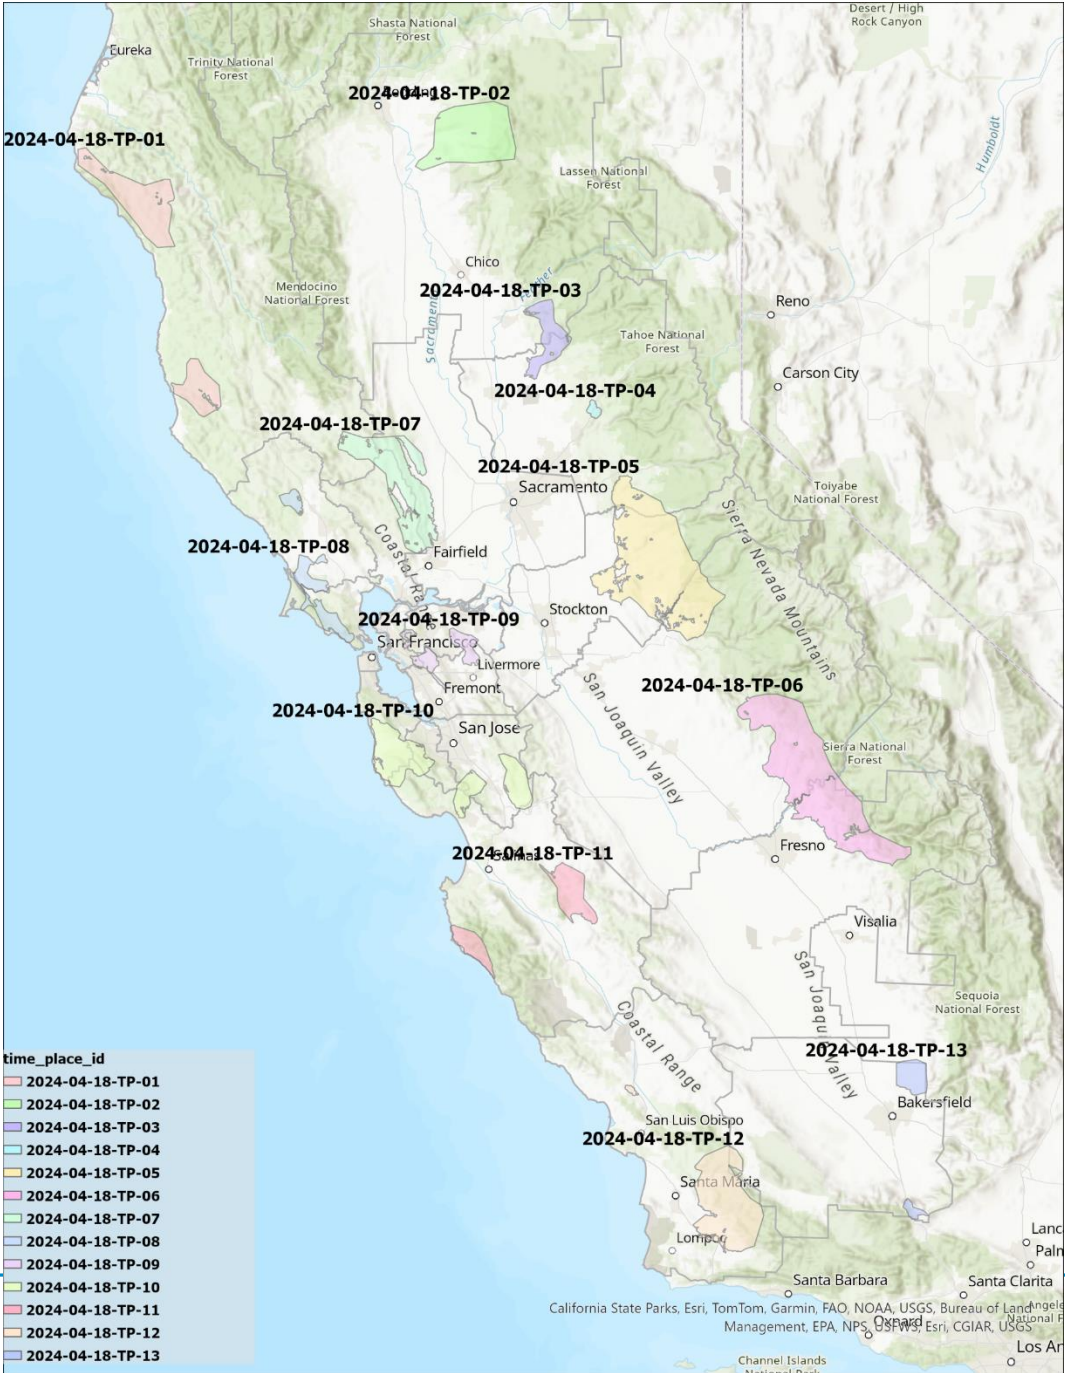 Desert / High
Rock Canyon
Shasta National
Forest
Eureka
Trinity National
Forest
2024-04-18-TP-02
2024-04-18-TP-01
Humboldt
Lassen National
Forest
Chico
Feather
2024-04-18-TP-03
Mendocino
National Forest
Reno
Sacramento
Tahoe National
Forest
Carson City
2024-04-18-TP-04
2024-04-18-TP-07
2024-04-18-TP-05
Sacramento
Toiyabe
National Forest
Sierra Nevada Mountains
Coastal Range
2024-04-18-TP-08
Fairfield
Stockton
2024-04-18-TP-09
San Francisco
Livermore
Fremont
2024-04-18-TP-06
2024-04-18-TP-10
San Jose
San Joaquin Valley
Sierra National
Forest
2024-04-18-TP-11
Salinas
Fresno
Visalia
San Joaquin Valley
Sequoia
National Forest
Coastal Range
2024-04-18-TP-13
Bakersfield
San Luis Obispo
2024-04-18-TP-12
Santa Maria
Lompoc
Lanc
Palm
Santa Barbara
Santa Clarita
California State Parks, Esri, TomTom, Garmin, FAO, NOAA, USGS, Bureau of Land
Management, EPA, NPS, USFWS, Esri, CGIAR, USGS
Angele
National F
Oxnard
Los An
Channel Islands
National Park
time_place_id
2024-04-18-TP-01
2024-04-18-TP-02
2024-04-18-TP-03
2024-04-18-TP-04
2024-04-18-TP-05
2024-04-18-TP-06
2024-04-18-TP-07
2024-04-18-TP-08
2024-04-18-TP-09
2024-04-18-TP-10
2024-04-18-TP-11
2024-04-18-TP-12
2024-04-18-TP-13